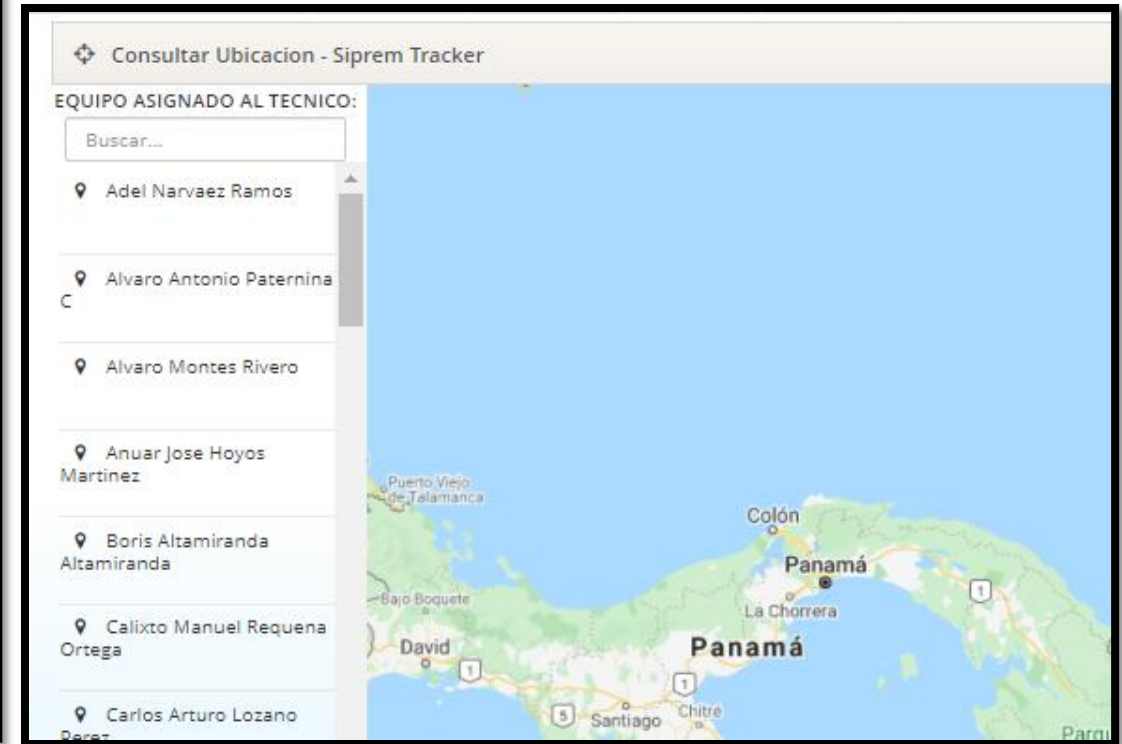 Consultar Ubicacion - Siprem Tracker
EQUIPO ASIGNADO AL TECNICO:
Buscar...
Adel Narvaez Ramos
Alvaro Antonio Paternina
C
Alvaro Montes Rivero
Anuar Jose Hoyos
Martinez
Boris Altamiranda
Altamiranda
Calixto Manuel Requena
Ortega
Carlos Arturo Lozano
Perez
Puerto Viejo
de Talamanca
Colón
Panamá
1
Bajo Boquete
La Chorrera
David
1
Panamá
1
5
Santiago
Chitré